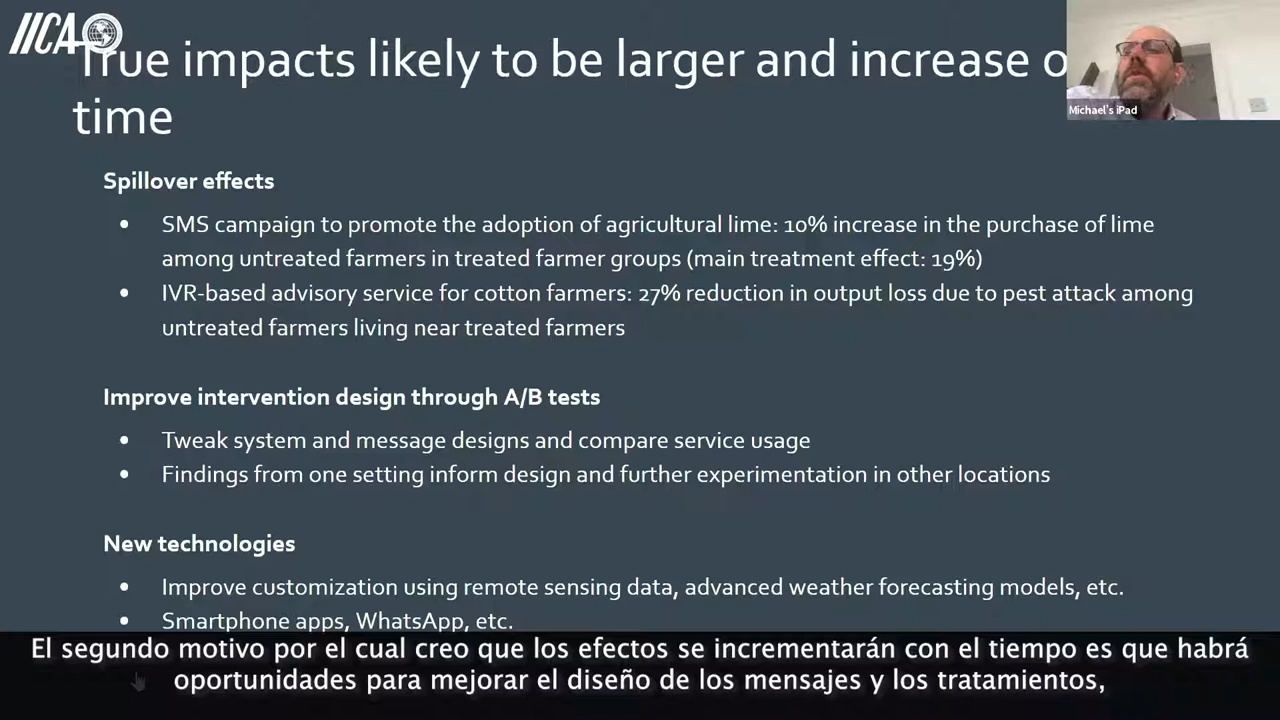 IICA
True impacts likely to be larger and increase o
time
Michael's iPad
Spillover effects
• SMS campaign to promote the adoption of agricultural lime: 10% increase in the purchase of lime
among untreated farmers in treated farmer groups (main treatment effect: 19%)
• IVR-based advisory service for cotton farmers: 27% reduction in output loss due to pest attack among
untreated farmers living near treated farmers
Improve intervention design through A/B tests
• Tweak system and message designs and compare service usage
• Findings from one setting inform design and further experimentation in other locations
New technologies
• Improve customization using remote sensing data, advanced weather forecasting models, etc.
• Smartphone apps, WhatsApp, etc.
El segundo motivo por el cual creo que los efectos se incrementarán con el tiempo es que habrá
oportunidades para mejorar el diseño de los mensajes y los tratamientos,